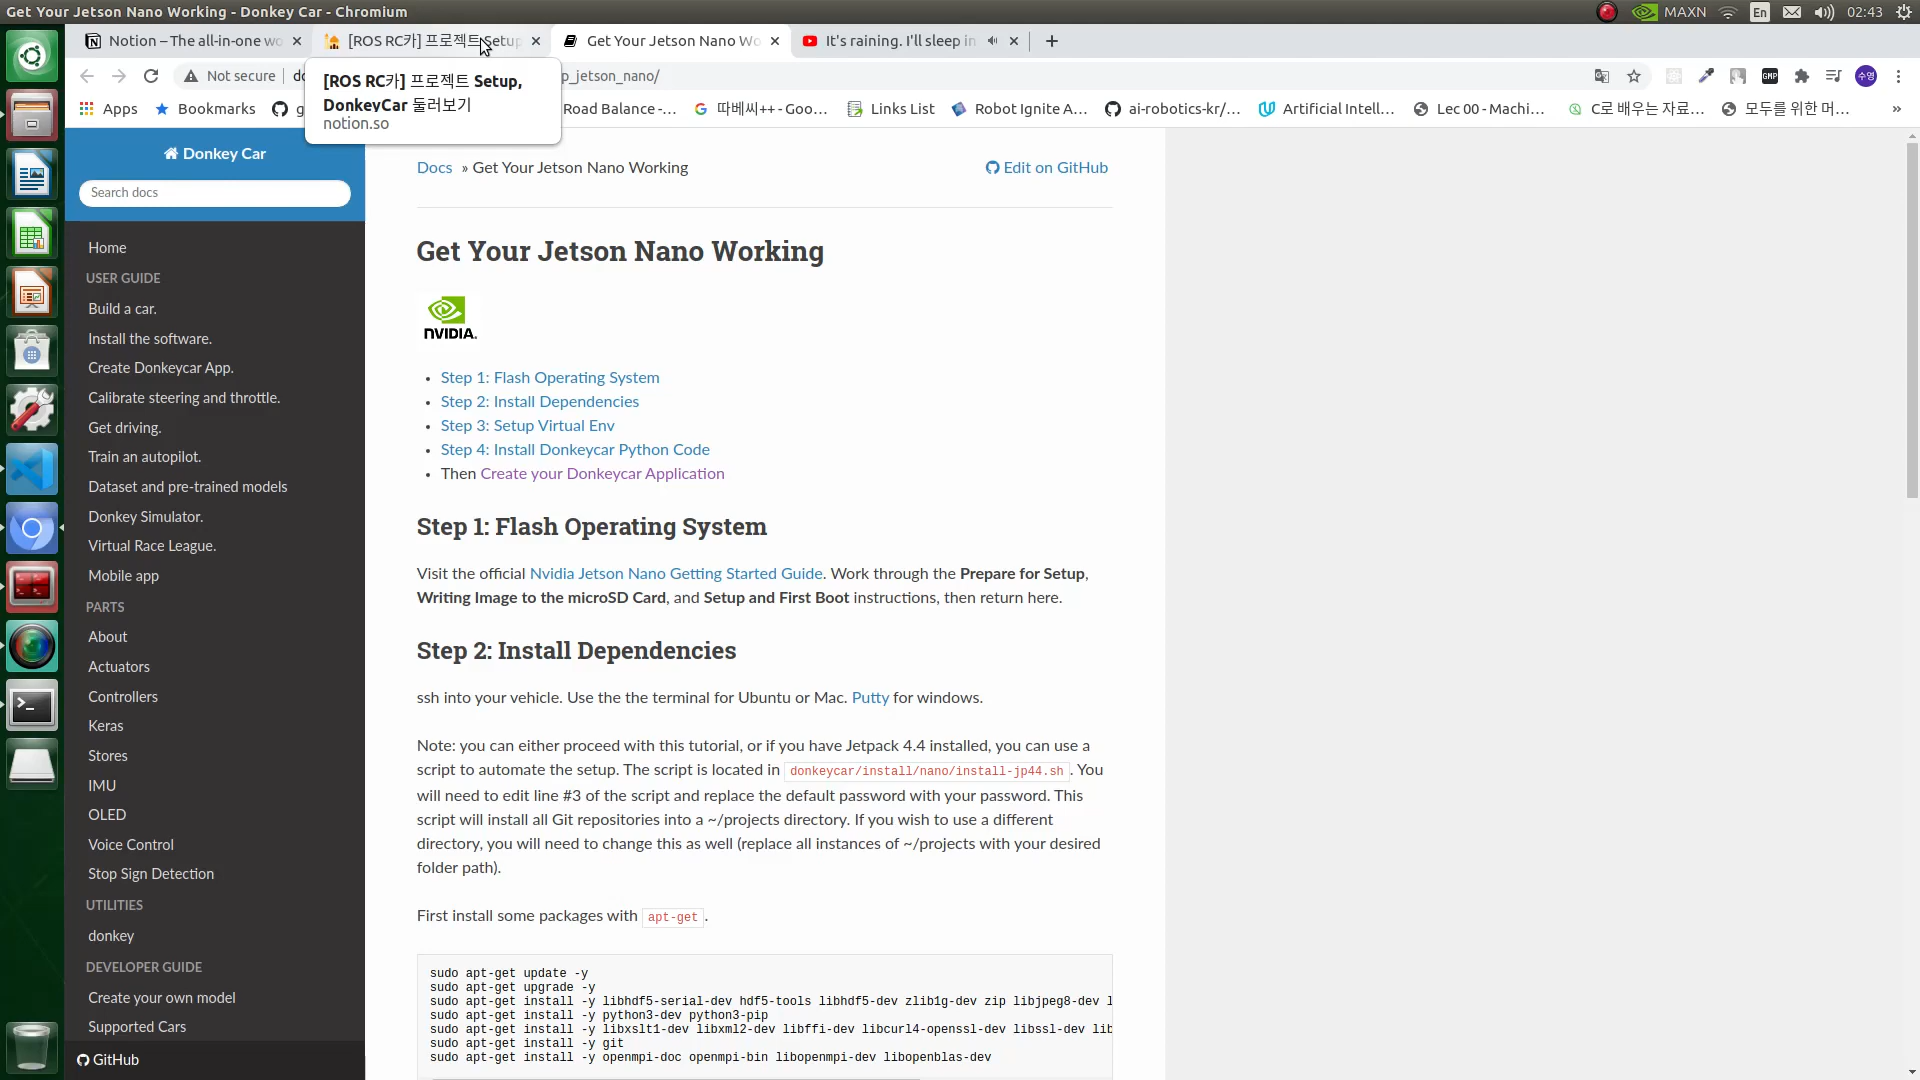 Get Your Jetson Nano Working - Donkey Car - Chromium
MAXN
En
02:43
Notion – The all-in-one wo
[ROS RC카] 프로젝트 Setup
Get Your Jetson Nano Wo
It's raining. I'll sleep in
Not secure
p_jetson_nano/
수영
[ROS RC카] 프로젝트 Setup,
DonkeyCar 둘러보기
notion.so
Apps
Bookmarks
Road Balance -...
따베씨++ - Goo...
Links List
Robot Ignite A...
ai-robotics-kr/...
Artificial Intell...
Lec 00 - Machi...
C로 배우는 자료...
모두를 위한 머...
»
Donkey Car
Search docs
Home
USER GUIDE
Build a car.
Install the software.
Create Donkeycar App.
Calibrate steering and throttle.
Get driving.
Train an autopilot.
Dataset and pre-trained models
Donkey Simulator.
Virtual Race League.
Mobile app
PARTS
About
Actuators
Controllers
Keras
Stores
IMU
OLED
Voice Control
Stop Sign Detection
UTILITIES
donkey
DEVELOPER GUIDE
Create your own model
Supported Cars
GitHub
Docs » Get Your Jetson Nano Working
Edit on GitHub
Get Your Jetson Nano Working
NVIDIA.
• Step 1: Flash Operating System
• Step 2: Install Dependencies
• Step 3: Setup Virtual Env
• Step 4: Install Donkeycar Python Code
• Then Create your Donkeycar Application
Step 1: Flash Operating System
Visit the official Nvidia Jetson Nano Getting Started Guide. Work through the Prepare for Setup,
Writing Image to the microSD Card, and Setup and First Boot instructions, then return here.
Step 2: Install Dependencies
ssh into your vehicle. Use the the terminal for Ubuntu or Mac. Putty for windows.
Note: you can either proceed with this tutorial, or if you have Jetpack 4.4 installed, you can use a
script to automate the setup. The script is located in donkeycar/install/nano/install-jp44.sh . You
will need to edit line #3 of the script and replace the default password with your password. This
script will install all Git repositories into a ~/projects directory. If you wish to use a different
directory, you will need to change this as well (replace all instances of ~/projects with your desired
folder path).
First install some packages with apt-get .
sudo apt-get update -y
sudo apt-get upgrade -y
sudo apt-get install -y libhdf5-serial-dev hdf5-tools libhdf5-dev zlib1g-dev zip libjpeg8-dev l
sudo apt-get install -y python3-dev python3-pip
sudo apt-get install -y libxslt1-dev libxml2-dev libffi-dev libcurl4-openssl-dev libssl-dev lib
sudo apt-get install -y git
sudo apt-get install -y openmpi-doc openmpi-bin libopenmpi-dev libopenblas-dev